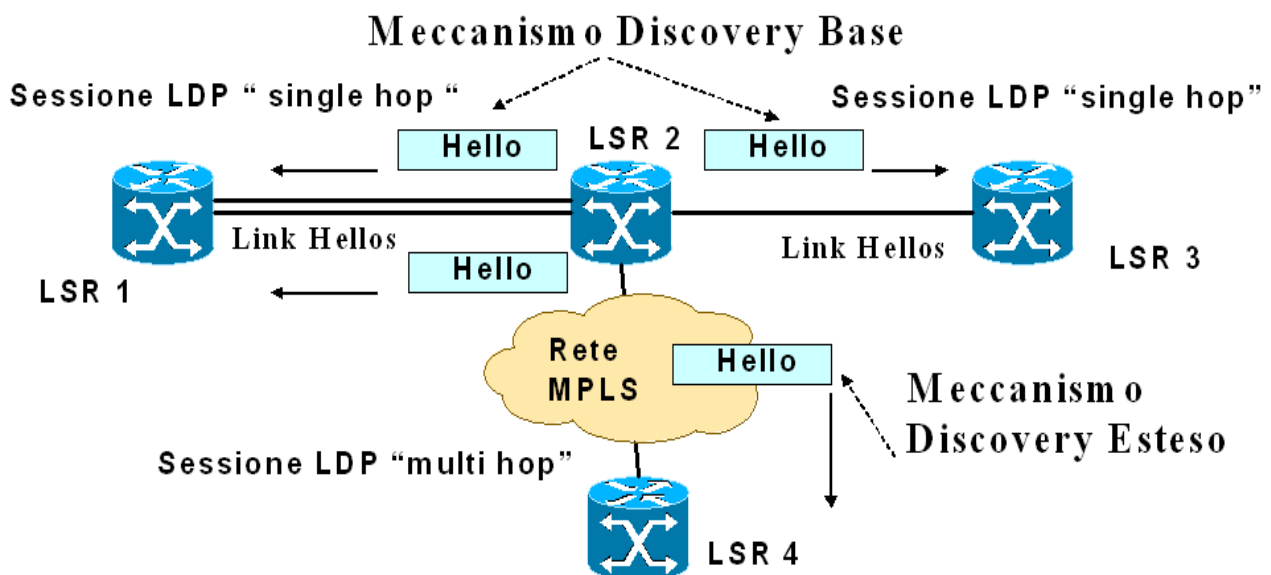 Meccanismo Discovery Base
Sessione LDP “ single hop “
Sessione LDP “single hop”
Hello
LSR 2
Hello
Link Hellos
Link Hellos
Hello
LSR 1
LSR 3
Rete
MPLS
Hello
Meccanismo
Discovery Esteso
Sessione LDP “multi hop”
LSR 4